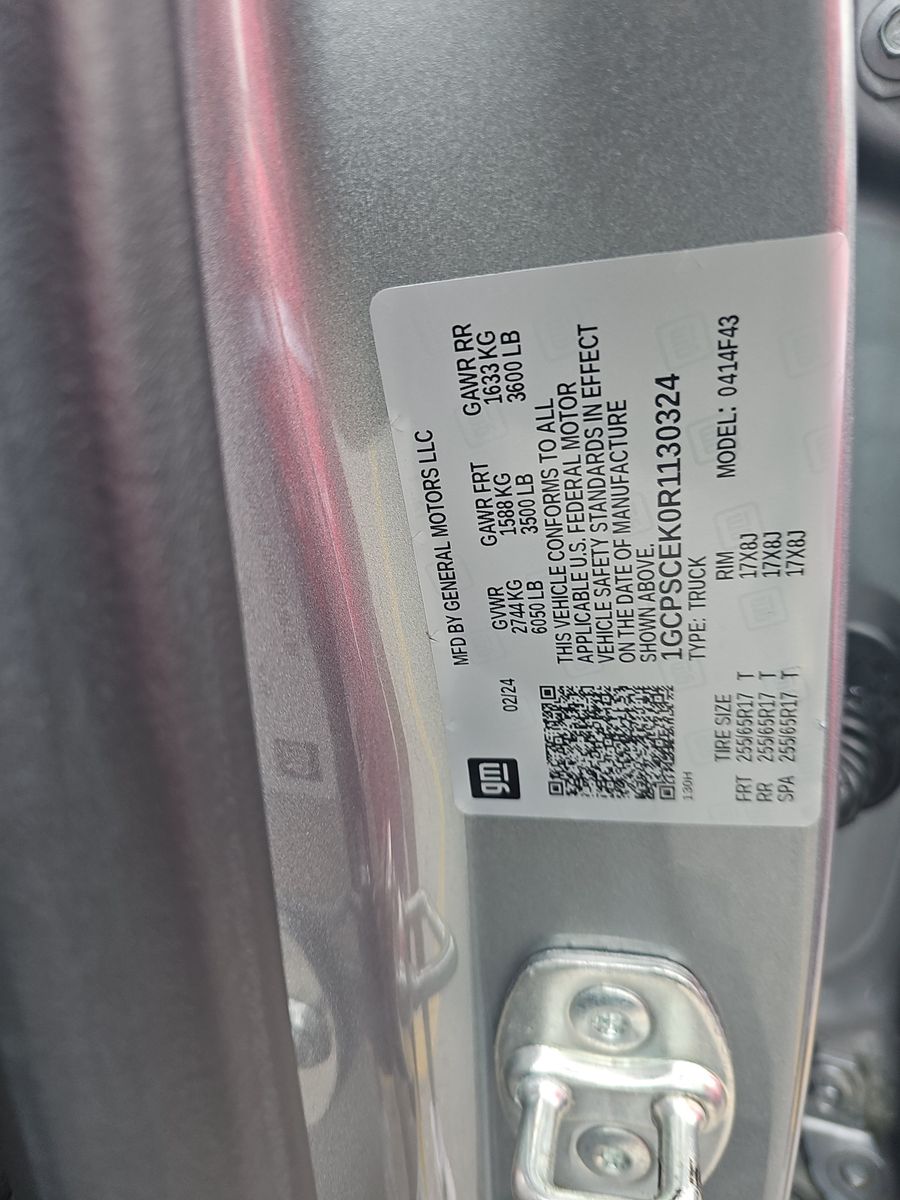 gm
MFD BY GENERAL MOTORS LLC
02/24
GVWR GAWR FRT GAWR RR
2744KG 1588KG 1633KG
6050 LB 3500 LB 3600 LB
THIS VEHICLE CONFORMS TO ALL
APPLICABLE U.S. FEDERAL MOTOR
VEHICLE SAFETY STANDARDS IN EFFECT
ON THE DATE OF MANUFACTURE
SHOWN ABOVE.
1GCPSCEK0R1130324
130H
TYPE: TRUCK MODEL: 0414F43
TIRE SIZE RIM
FRT 255/65R17 T 17X8J
RR 255/65R17 T 17X8J
SPA 255/65R17 T 17X8J